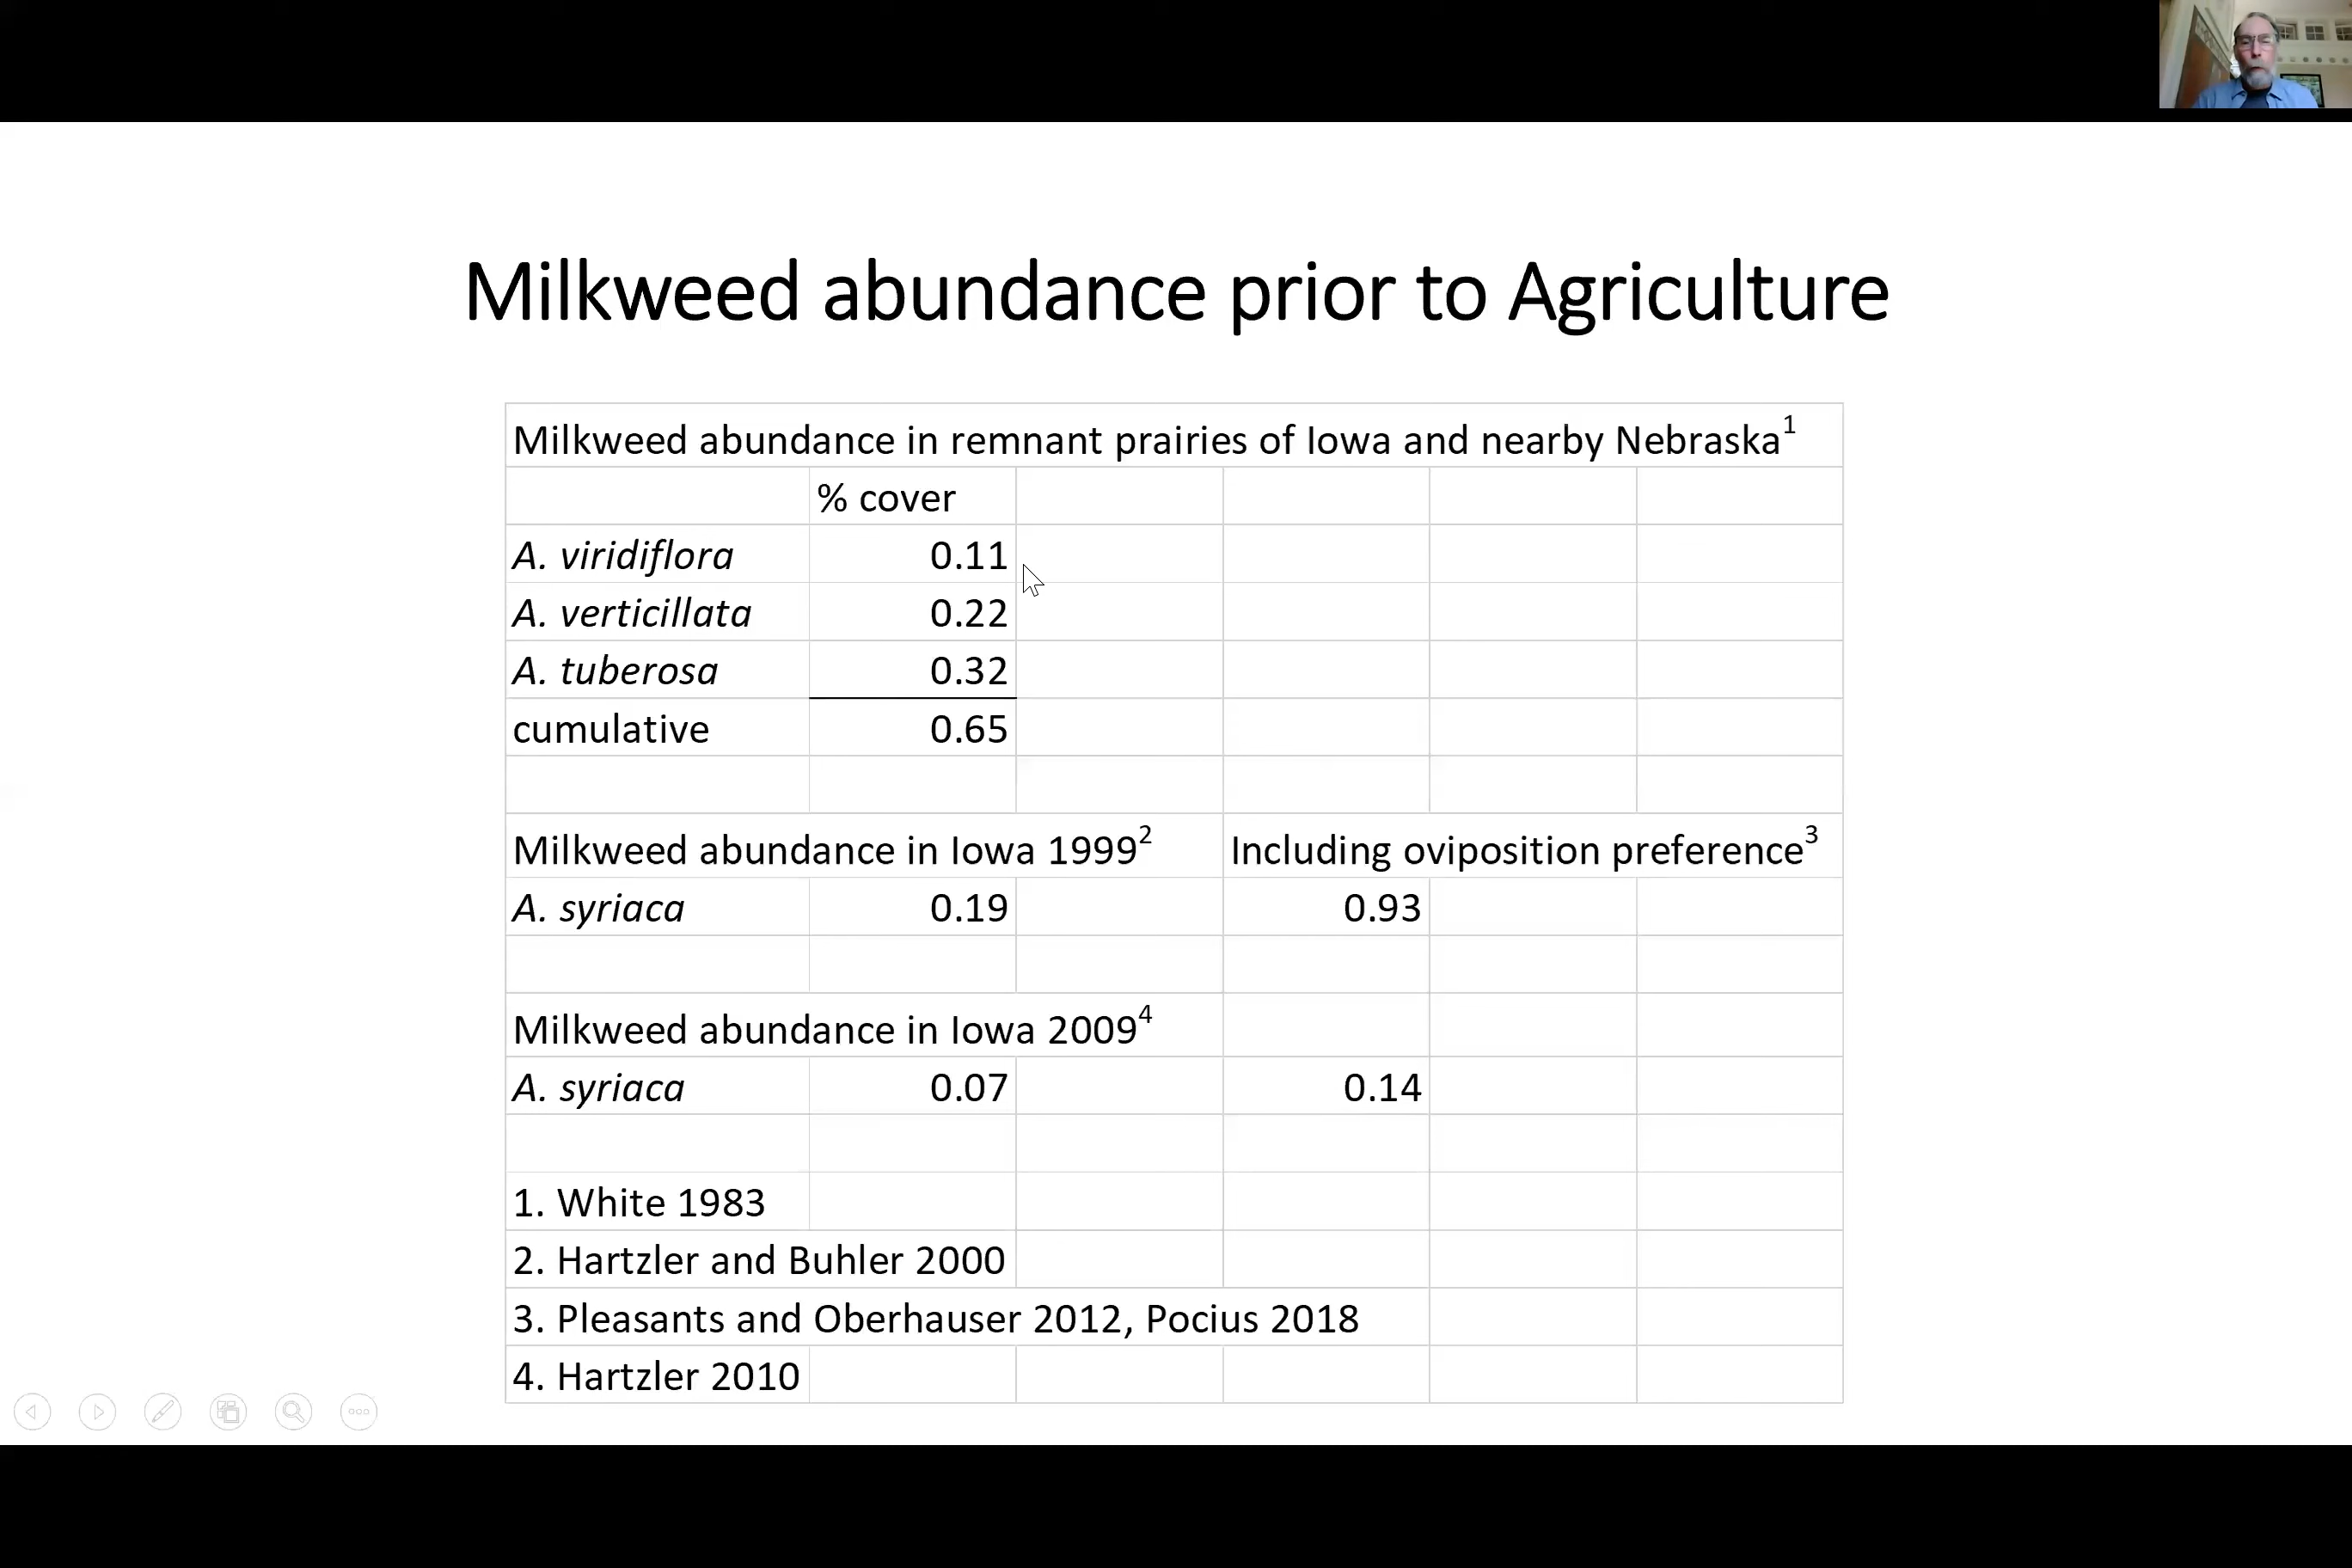 Milkweed abundance prior to Agriculture
Milkweed abundance in remnant prairies of Iowa and nearby Nebraska¹
% cover
A. viridiflora 0.11
A. verticillata 0.22
A. tuberosa 0.32
cumulative 0.65
Milkweed abundance in Iowa 1999² Including oviposition preference³
A. syriaca 0.19 0.93
Milkweed abundance in Iowa 2009⁴
A. syriaca 0.07 0.14
1. White 1983
2. Hartzler and Buhler 2000
3. Pleasants and Oberhauser 2012, Pocius 2018
4. Hartzler 2010